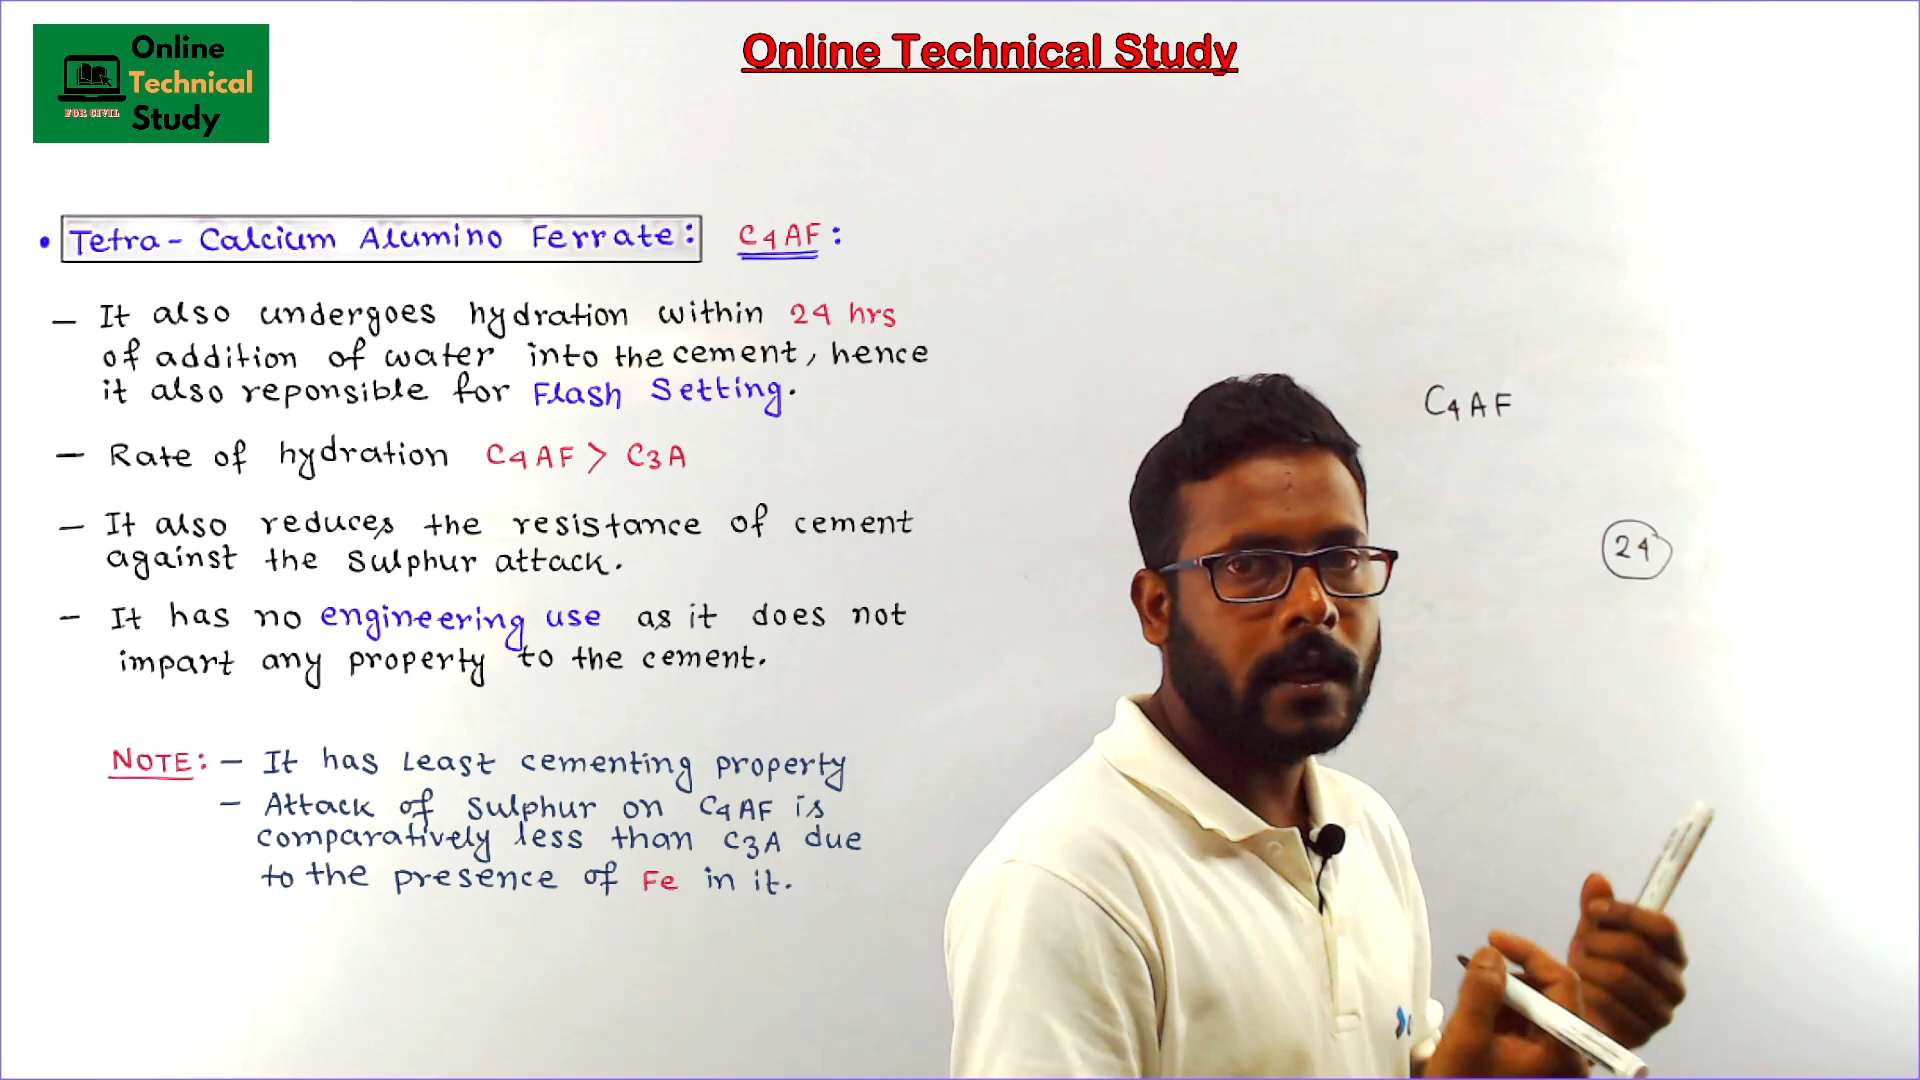 Online
Technical
Study
FOR CIVIL
Online Technical Study
• Tetra - Calcium Alumino Ferrate: C4AF:
- It also undergoes hydration within 24 hrs
of addition of water into the cement, hence
it also reponsible for Flash Setting.
- Rate of hydration C4AF > C3A
- It also reduces the resistance of cement
against the sulphur attack.
- It has no engineering use as it does not
impart any property to the cement.
NOTE: - It has least cementing property
- Attack of sulphur on C4AF is
comparatively less than C3A due
to the presence of Fe in it.
C4AF
24